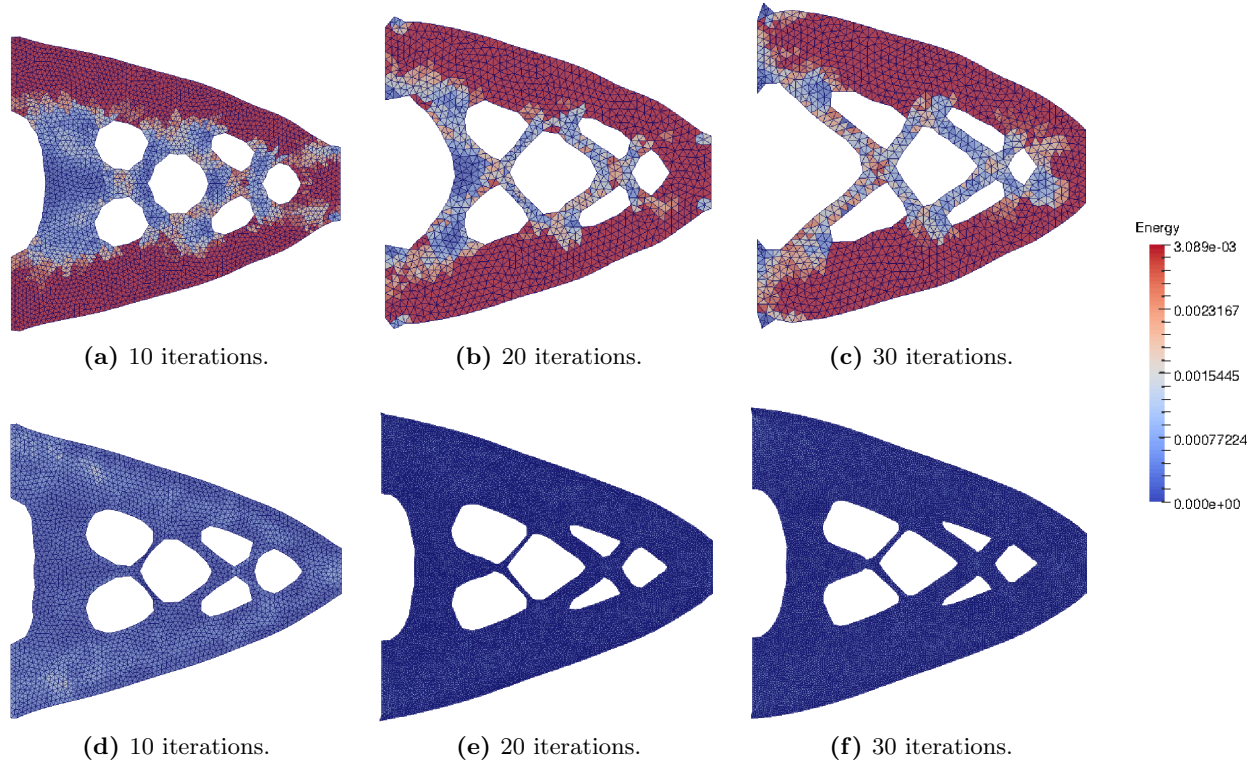 (a) 10 iterations.
(b) 20 iterations.
(c) 30 iterations.
Energy
3.089e-03
0.0023167
0.0015445
0.00077224
0.000e+00
(d) 10 iterations.
(e) 20 iterations.
(f) 30 iterations.